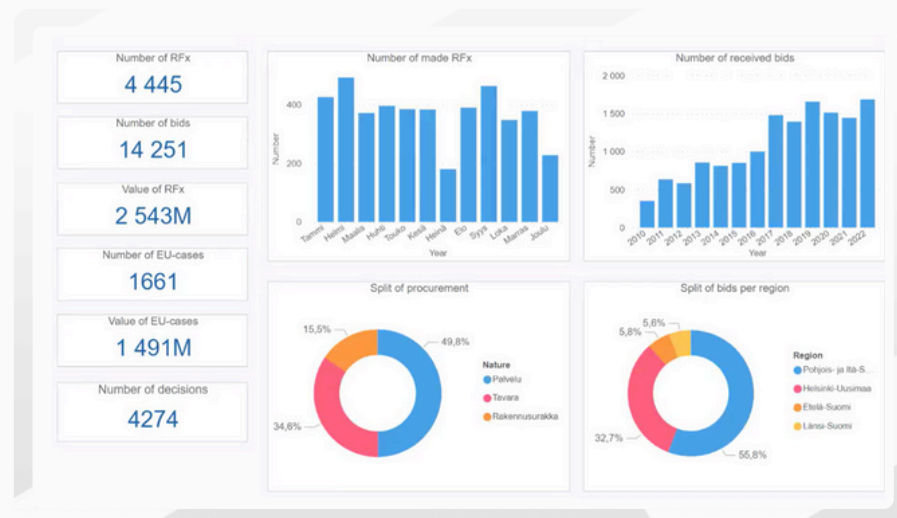 Number of RFx
4 445
Number of bids
14 251
Value of RFx
2 543M
Number of EU-cases
1661
Value of EU-cases
1 491M
Number of decisions
4274
Number of made RFx
Number
400
200
0
Tammi
Helmi
Maalis
Huhti
Touko
Kesä
Heinä
Elo
Syys
Loka
Marras
Joulu
Year
Number of received bids
Number
2 000
1 500
1 000
500
0
2010
2011
2012
2013
2014
2015
2016
2017
2018
2019
2020
2021
2022
Year
Split of procurement
15,5%
49,8%
34,6%
Nature
Palvelu
Tavara
Rakennusurakka
Split of bids per region
5,6%
5,8%
32,7%
55,8%
Region
Pohjois- ja Itä-S...
Helsinki-Uusimaa
Etelä-Suomi
Länsi-Suomi